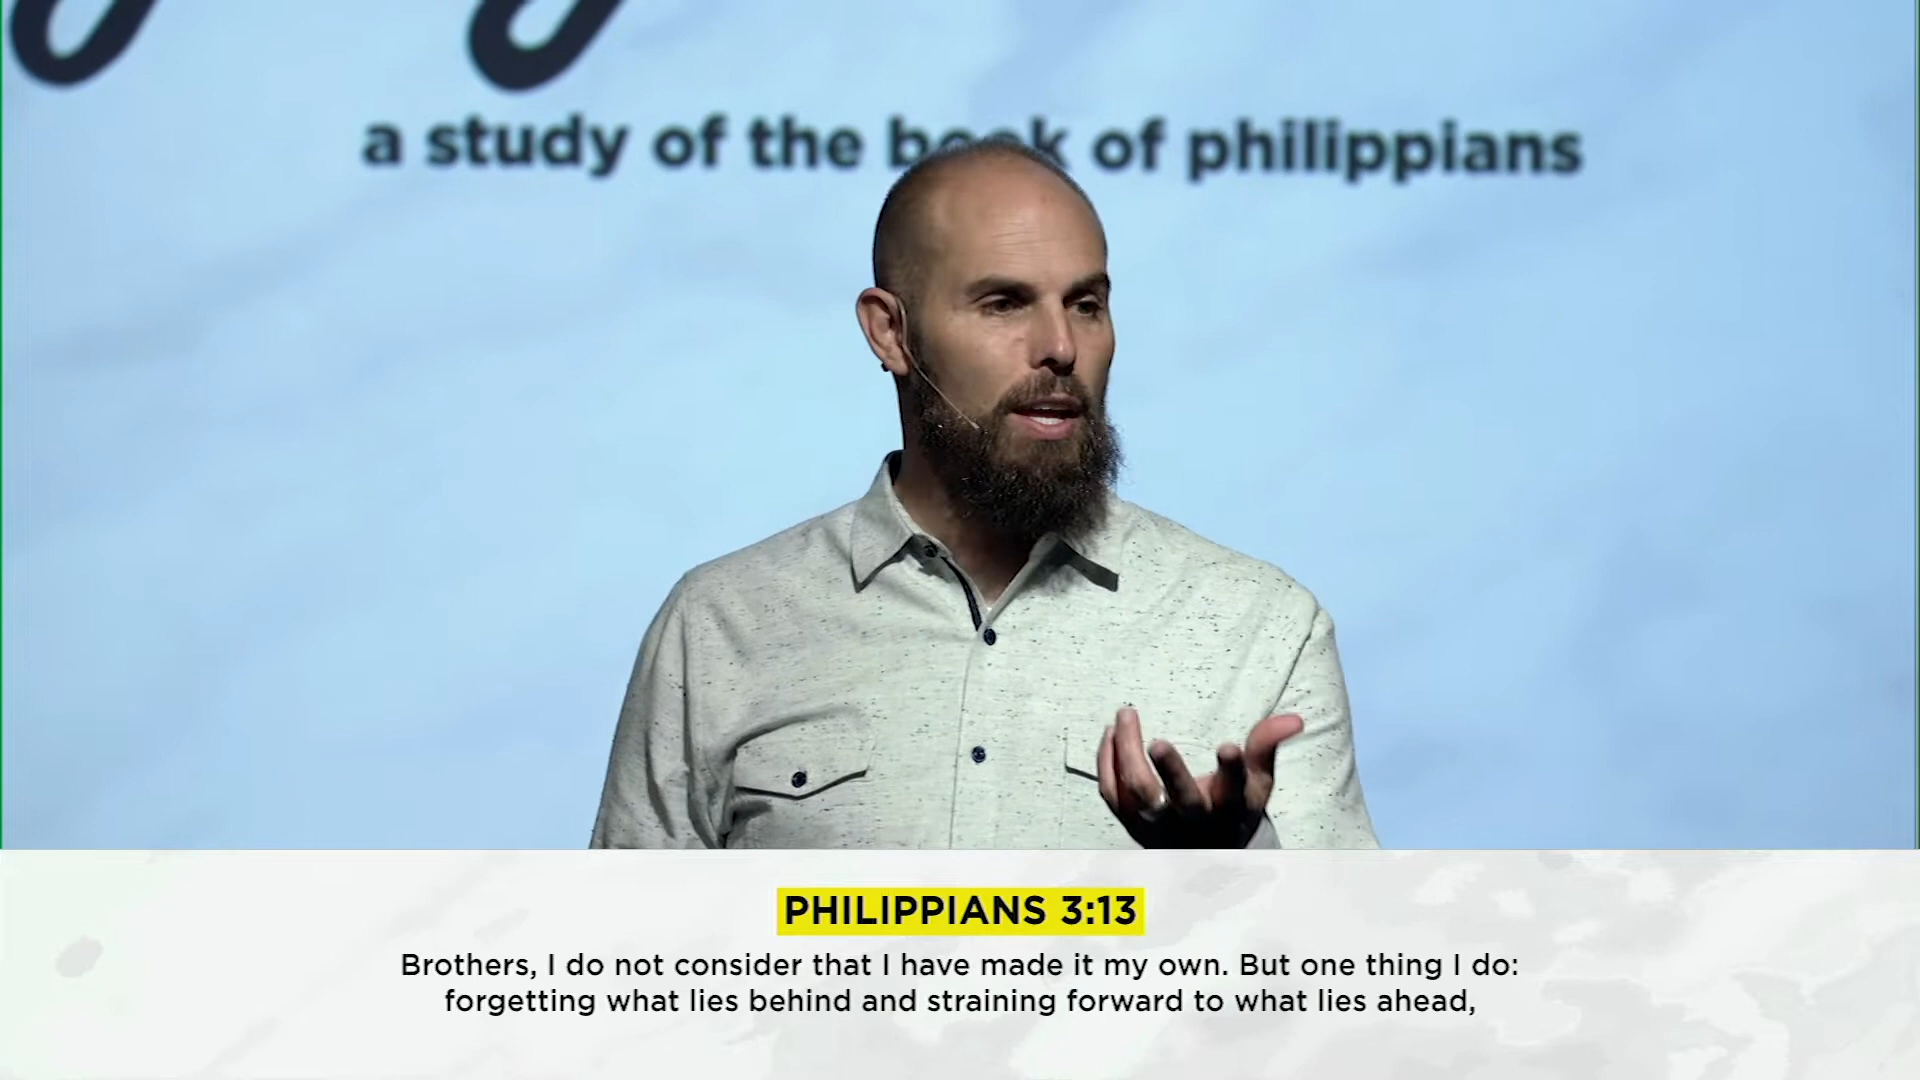 a study of the book of philippians
PHILIPPIANS 3:13
Brothers, I do not consider that I have made it my own. But one thing I do:
forgetting what lies behind and straining forward to what lies ahead,